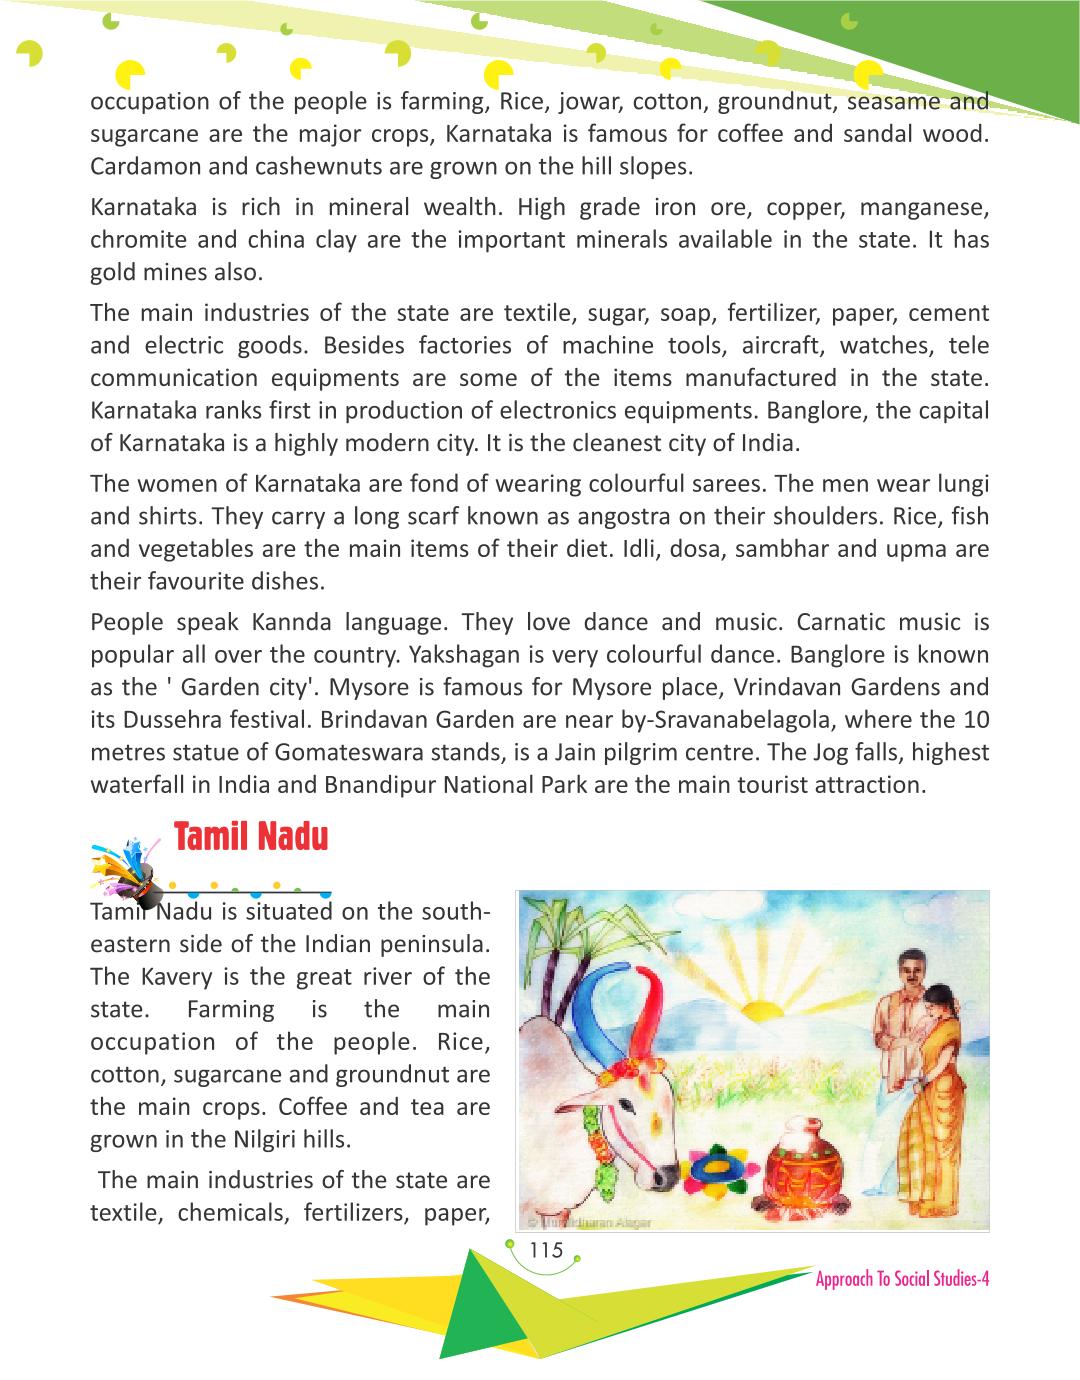 occupation of the people is farming, Rice, jowar, cotton, groundnut, seasame and
sugarcane are the major crops, Karnataka is famous for coffee and sandal wood.
Cardamon and cashewnuts are grown on the hill slopes.
Karnataka is rich in mineral wealth. High grade iron ore, copper, manganese,
chromite and china clay are the important minerals available in the state. It has
gold mines also.
The main industries of the state are textile, sugar, soap, fertilizer, paper, cement
and electric goods. Besides factories of machine tools, aircraft, watches, tele
communication equipments are some of the items manufactured in the state.
Karnataka ranks first in production of electronics equipments. Banglore, the capital
of Karnataka is a highly modern city. It is the cleanest city of India.
The women of Karnataka are fond of wearing colourful sarees. The men wear lungi
and shirts. They carry a long scarf known as angostra on their shoulders. Rice, fish
and vegetables are the main items of their diet. Idli, dosa, sambhar and upma are
their favourite dishes.
People speak Kannda language. They love dance and music. Carnatic music is
popular all over the country. Yakshagan is very colourful dance. Banglore is known
as the ' Garden city'. Mysore is famous for Mysore place, Vrindavan Gardens and
its Dussehra festival. Brindavan Garden are near by-Sravanabelagola, where the 10
metres statue of Gomateswara stands, is a Jain pilgrim centre. The Jog falls, highest
waterfall in India and Bnandipur National Park are the main tourist attraction.
Tamil Nadu
Tamil Nadu is situated on the south-
eastern side of the Indian peninsula.
The Kavery is the great river of the
state. Farming is the main
occupation of the people. Rice,
cotton, sugarcane and groundnut are
the main crops. Coffee and tea are
grown in the Nilgiri hills.
The main industries of the state are
textile, chemicals, fertilizers, paper,
© Muralidharan Alagar
115
Approach To Social Studies-4